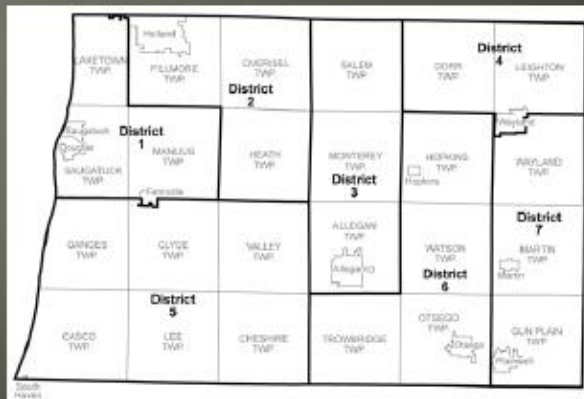 Holland
LAKETOWN
TWP.
FILLMORE
TWP.
OVERISEL
TWP.
SALEM
TWP.
DORR
TWP.
District
4
LEIGHTON
TWP.
District
2
Saugatuck
Douglas
District
1
SAUGATUCK
TWP.
MANLIUS
TWP.
Fennville
HEATH
TWP.
MONTEREY
TWP.
District
3
HOPKINS
TWP.
Hopkins
Wayland
WAYLAND
TWP.
GANGES
TWP.
CLYDE
TWP.
VALLEY
TWP.
ALLEGAN
TWP.
Allegan
WATSON
TWP.
District
6
District
7
MARTIN
TWP.
Martin
District
5
CASCO
TWP.
LEE
TWP.
CHESHIRE
TWP.
TROWBRIDGE
TWP.
OTSEGO
TWP.
Otsego
GUN PLAIN
TWP.
Plainwell
South
Haven